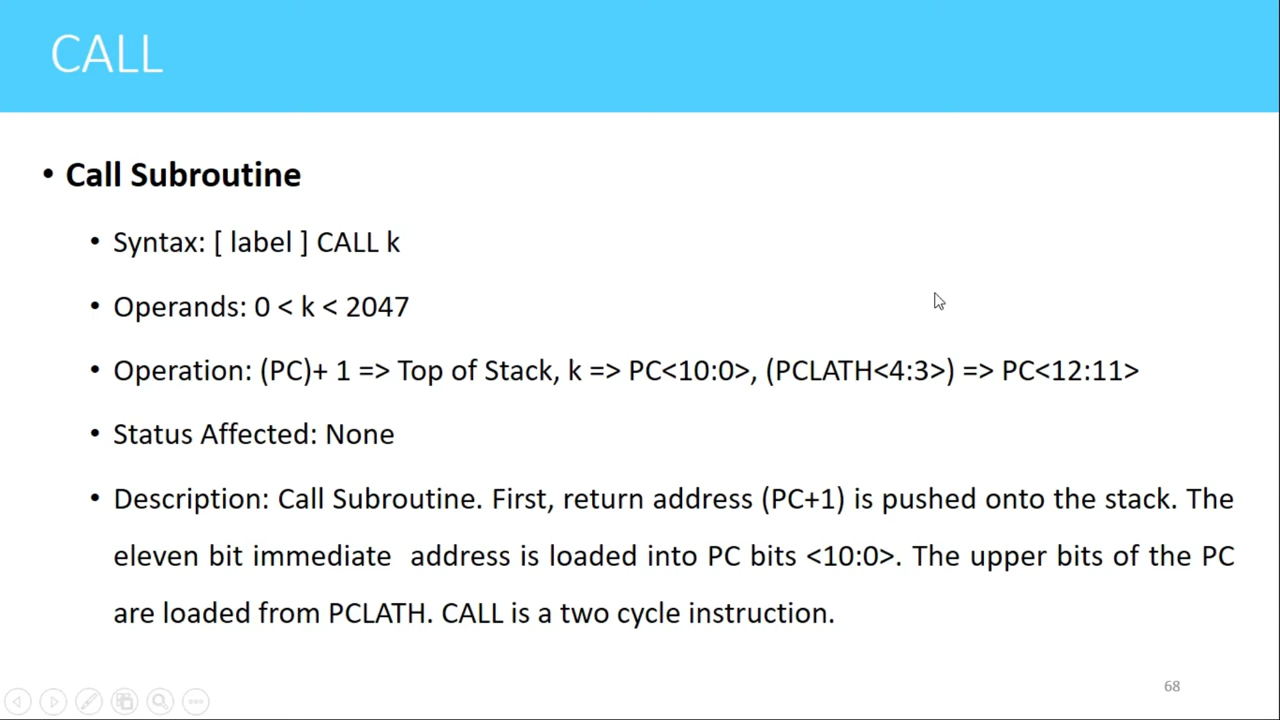 CALL
• Call Subroutine
• Syntax: [ label ] CALL k
• Operands: 0 < k < 2047
• Operation: (PC)+ 1 => Top of Stack, k => PC<10:0>, (PCLATH<4:3>) => PC<12:11>
• Status Affected: None
• Description: Call Subroutine. First, return address (PC+1) is pushed onto the stack. The
eleven bit immediate  address is loaded into PC bits <10:0>. The upper bits of the PC
are loaded from PCLATH. CALL is a two cycle instruction.
68